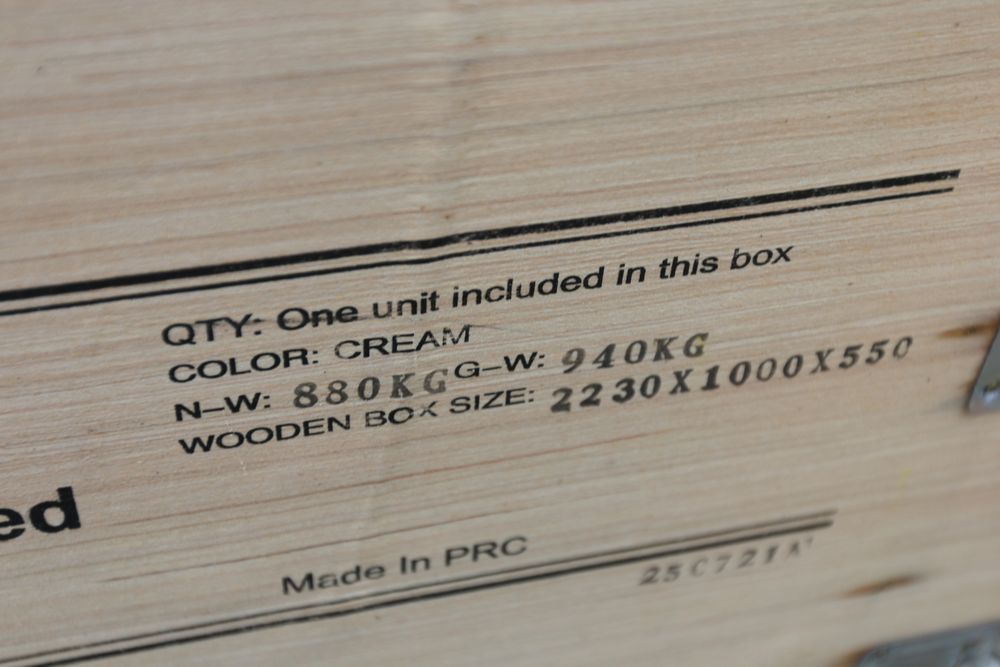 QTY: One unit included in this box
COLOR: CREAM
N-W: 880KG G-W: 940KG
WOODEN BOX SIZE: 2230X1000X550
ed
Made In PRC